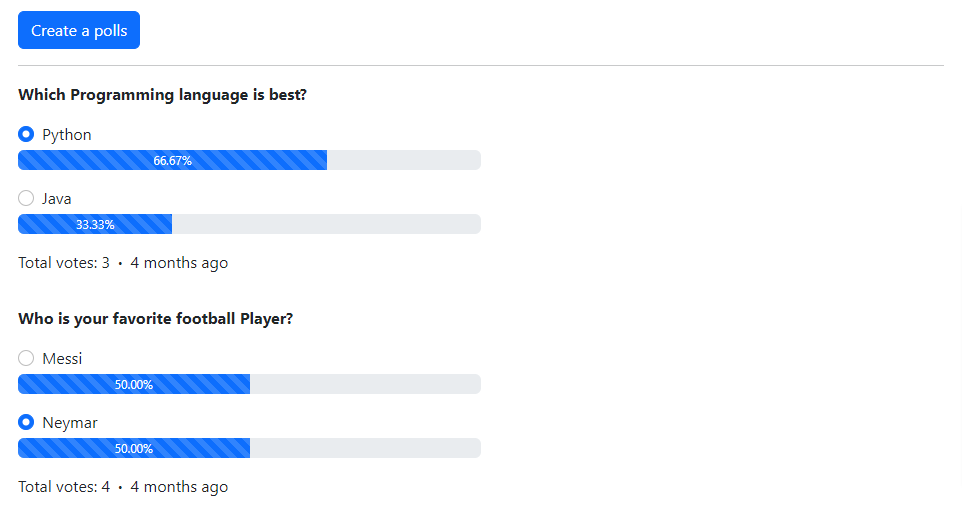 Create a polls
Which Programming language is best?
Python
66.67%
Java
33.33%
Total votes: 3 • 4 months ago
Who is your favorite football Player?
Messi
50.00%
Neymar
50.00%
Total votes: 4 • 4 months ago